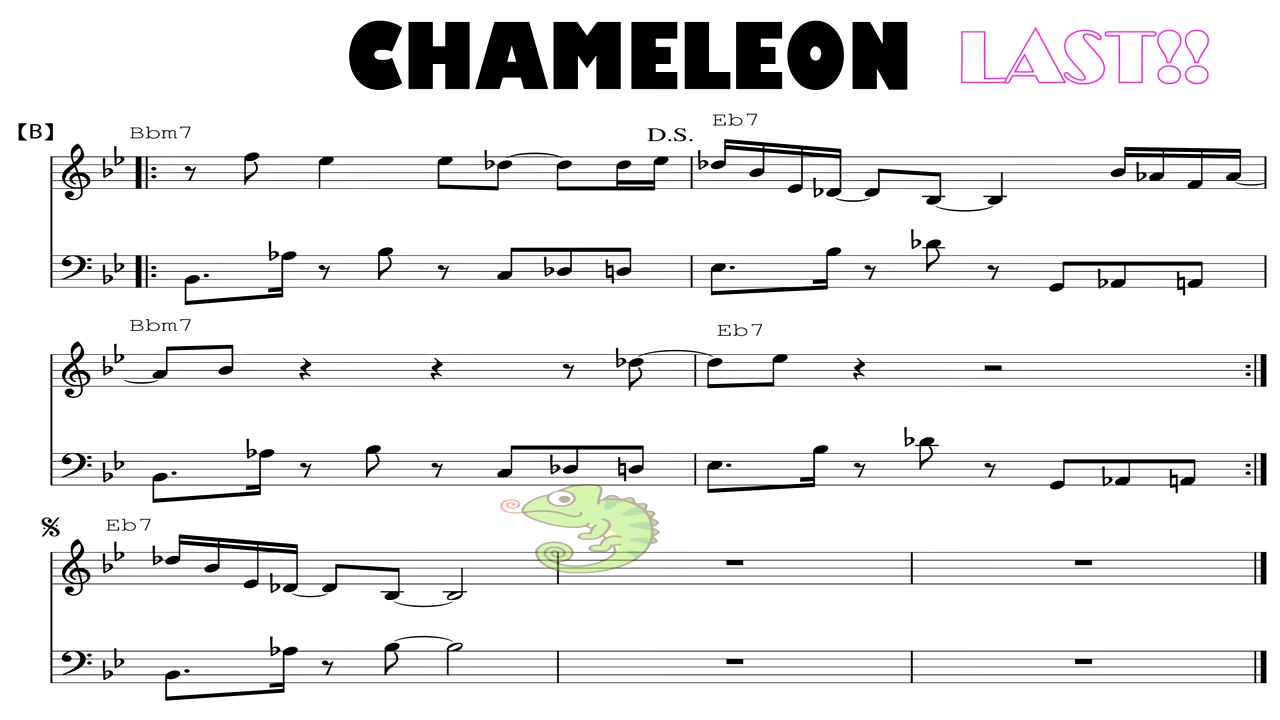 CHAMELEON LAST!!
【B】 Bbm7 D.S. Eb7
Bbm7 Eb7
Eb7